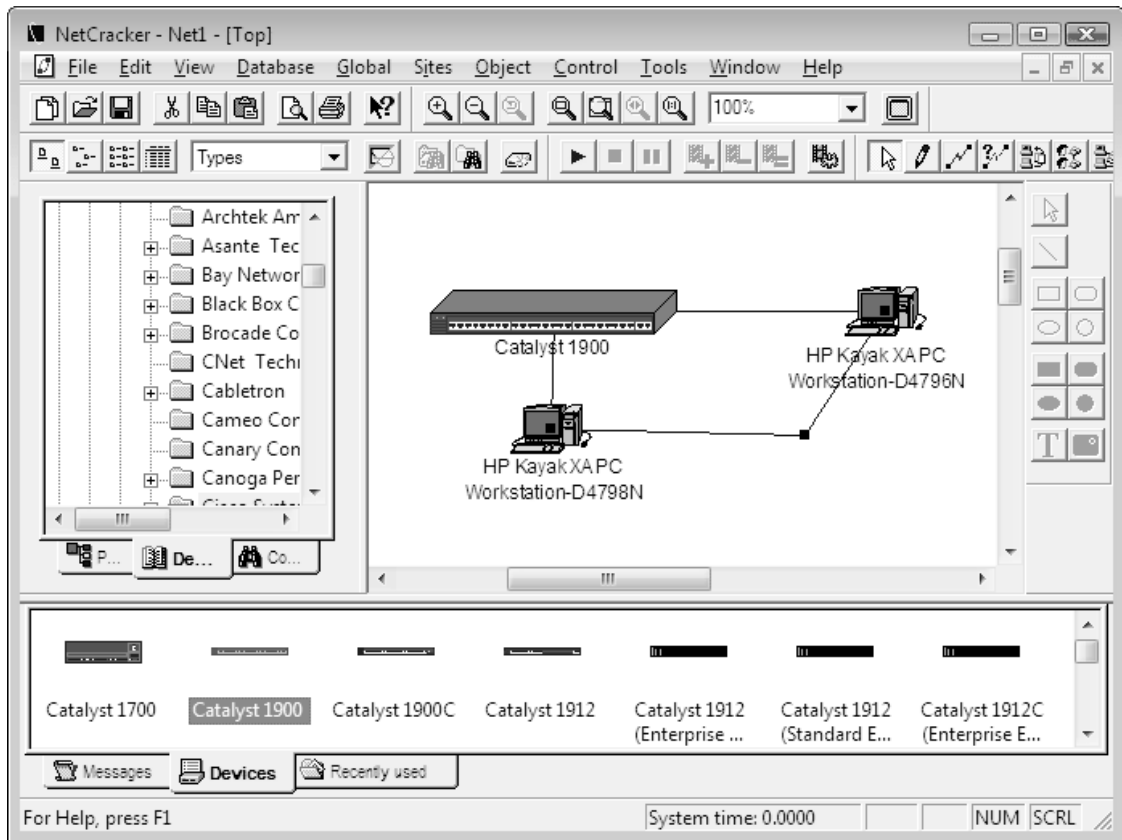 NetCracker - Net1 - [Top]
File Edit View Database Global Sites Object Control Tools Window Help
100%
Types
Archtek Am
Asante Tec
Bay Networ
Black Box C
Brocade Co
CNet Techn
Cabletron
Cameo Cor
Canary Con
Canoga Per
Cisco System
P...
De...
Co...
Catalyst 1900
HP Kayak XA PC
Workstation-D4796N
HP Kayak XA PC
Workstation-D4798N
T
Catalyst 1700
Catalyst 1900
Catalyst 1900C
Catalyst 1912
Catalyst 1912
(Enterprise ...
Catalyst 1912
(Standard E...
Catalyst 1912C
(Enterprise E...
Messages
Devices
Recently used
For Help, press F1
System time: 0.0000
NUM
SCRL